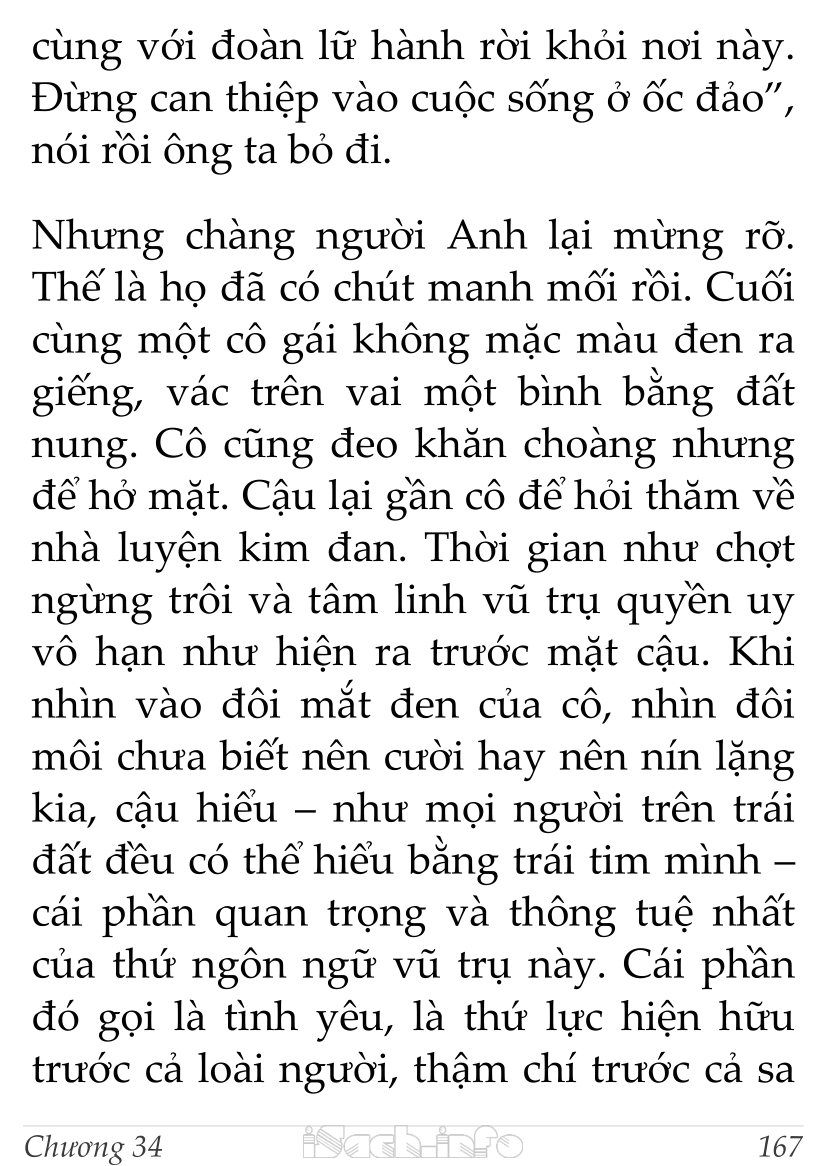 cùng với đoàn lữ hành rời khỏi nơi này.
Đừng can thiệp vào cuộc sống ở ốc đảo”,
nói rồi ông ta bỏ đi.
Nhưng chàng người Anh lại mừng rỡ.
Thế là họ đã có chút manh mối rồi. Cuối
cùng một cô gái không mặc màu đen ra
giếng, vác trên vai một bình bằng đất
nung. Cô cũng đeo khăn choàng nhưng
để hở mặt. Cậu lại gần cô để hỏi thăm về
nhà luyện kim đan. Thời gian như chợt
ngừng trôi và tâm linh vũ trụ quyền uy
vô hạn như hiện ra trước mặt cậu. Khi
nhìn vào đôi mắt đen của cô, nhìn đôi
môi chưa biết nên cười hay nên nín lặng
kia, cậu hiểu – như mọi người trên trái
đất đều có thể hiểu bằng trái tim mình –
cái phần quan trọng và thông tuệ nhất
của thứ ngôn ngữ vũ trụ này. Cái phần
đó gọi là tình yêu, là thứ lực hiện hữu
trước cả loài người, thậm chí trước cả sa
Chương 34 iSach.info 167